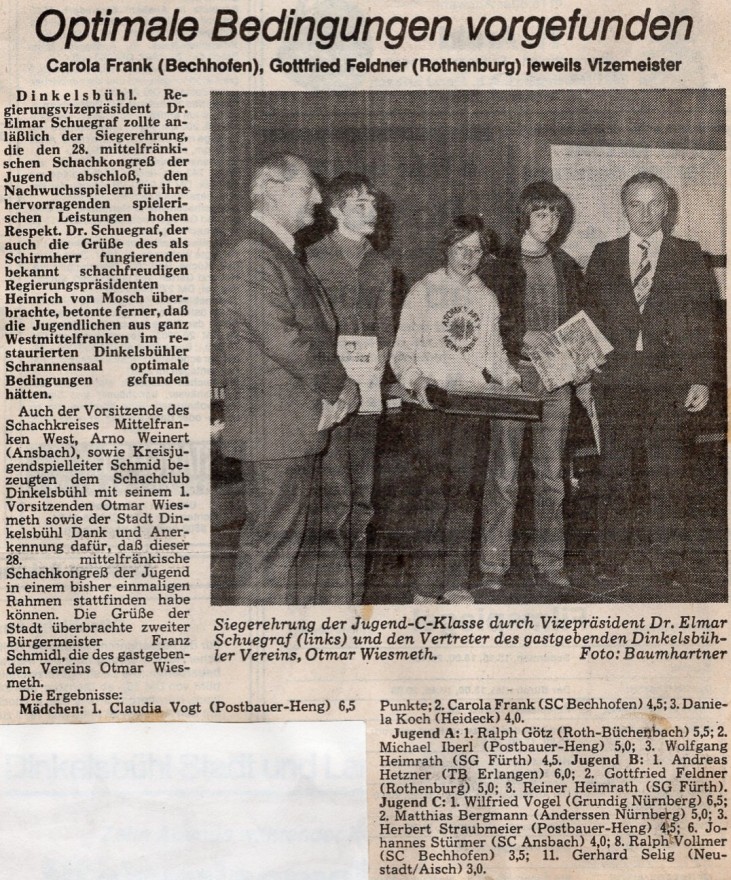 Optimale Bedingungen vorgefunden
Carola Frank (Bechhofen), Gottfried Feldner (Rothenburg) jeweils Vizemeister
Dinkelsbühl. Re-
gierungsvizepräsident Dr.
Elmar Schuegraf zollte an-
läßlich der Siegerehrung,
die den 28. mittelfränki-
schen Schachkongreß der
Jugend abschloß, den
Nachwuchsspielern für ihre
hervorragenden spieleri-
schen Leistungen hohen
Respekt. Dr. Schuegraf, der
auch die Grüße des als
Schirmherr fungierenden
bekannt schachfreudigen
Regierungspräsidenten
Heinrich von Mosch über-
brachte, betonte ferner, daß
die Jugendlichen aus ganz
Westmittelfranken im re-
staurierten Dinkelsbühler
Schrannensaal optimale
Bedingungen gefunden
hätten.
Auch der Vorsitzende des
Schachkreises Mittelfran-
ken West, Arno Weinert
(Ansbach), sowie Kreisju-
gendspielleiter Schmid be-
zeugten dem Schachclub
Dinkelsbühl mit seinem 1.
Vorsitzenden Otmar Wies-
meth sowie der Stadt Din-
kelsbühl Dank und Aner-
kennung dafür, daß dieser
28. mittelfränkische
Schachkongreß der Jugend
in einem bisher einmaligen
Rahmen stattfinden habe
können. Die Grüße der
Stadt überbrachte zweiter
Bürgermeister Franz
Schmidl, die des gastgeben-
den Vereins Otmar Wies-
meth.
Die Ergebnisse:
Mädchen: 1. Claudia Vogt (Postbauer-Heng) 6,5
Siegerehrung der Jugend-C-Klasse durch Vizepräsident Dr. Elmar
Schuegraf (links) und den Vertreter des gastgebenden Dinkelsbüh-
ler Vereins, Otmar Wiesmeth. Foto: Baumhartner
Punkte; 2. Carola Frank (SC Bechhofen) 4,5; 3. Danie-
la Koch (Heideck) 4,0.
Jugend A: 1. Ralph Götz (Roth-Büchenbach) 5,5; 2.
Michael Iberl (Postbauer-Heng) 5,0; 3. Wolfgang
Heimrath (SG Fürth) 4,5. Jugend B: 1. Andreas
Hetzner (TB Erlangen) 6,0; 2. Gottfried Feldner
(Rothenburg) 5,0; 3. Reiner Heimrath (SG Fürth).
Jugend C: 1. Wilfried Vogel (Grundig Nürnberg) 6,5;
2. Matthias Bergmann (Anderssen Nürnberg) 5,0; 3.
Herbert Straubmeier (Postbauer-Heng) 4,5; 6. Jo-
hannes Stürmer (SC Ansbach) 4,0; 8. Ralph Vollmer
(SC Bechhofen) 3,5; 11. Gerhard Selig (Neu-
stadt/Aisch) 3,0.